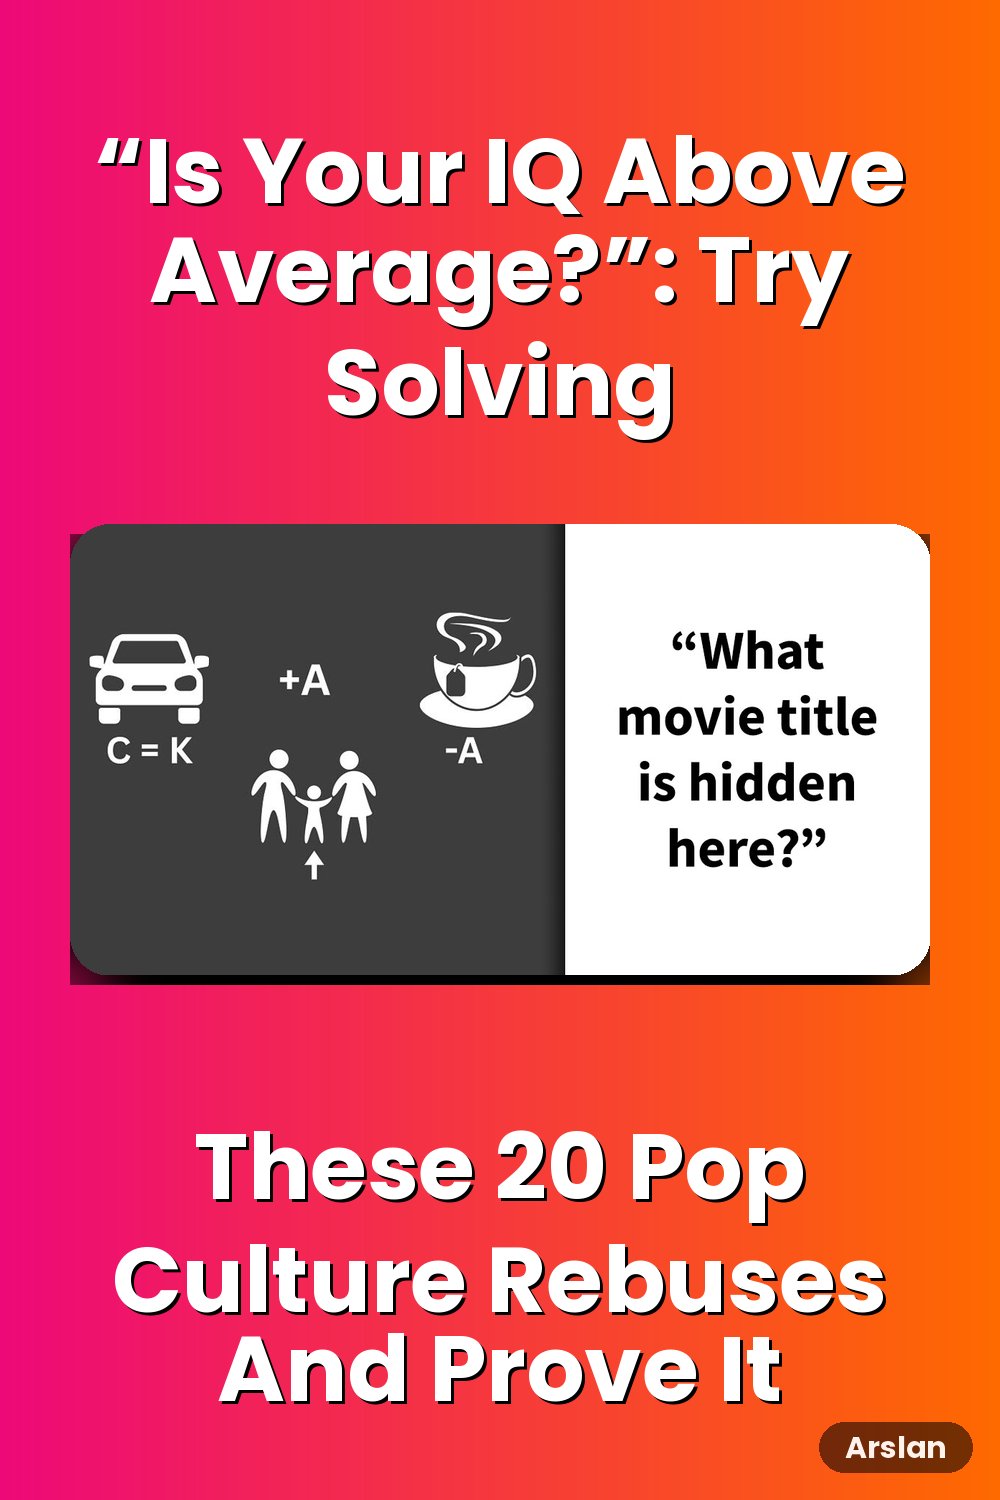 “Is Your IQ Above
Average?”: Try
Solving
+A
C = K
-A
“What
movie title
is hidden
here?”
These 20 Pop
Culture Rebuses
And Prove It
Arslan